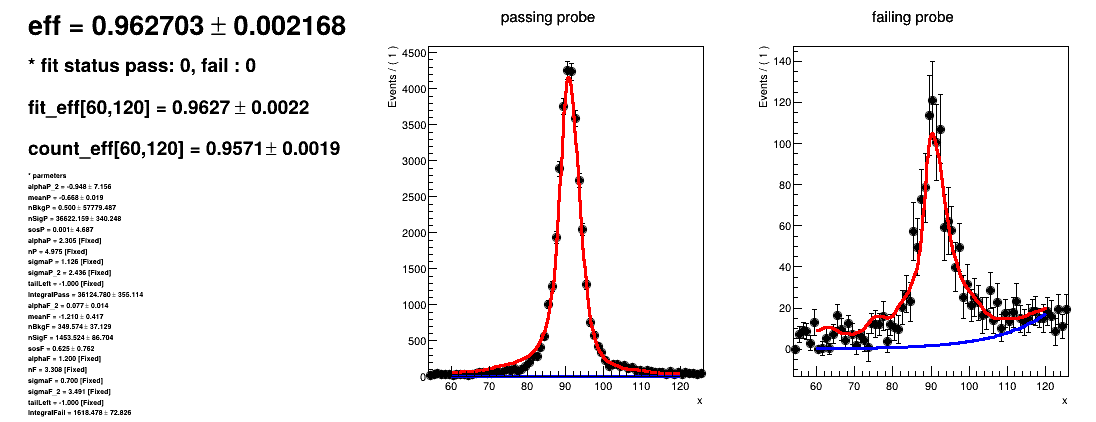 eff = 0.962703 ± 0.002168
* fit status pass: 0, fail : 0
fit_eff[60,120] = 0.9627 ± 0.0022
count_eff[60,120] = 0.9571± 0.0019
* parmeters
alphaP_2 = -0.948 ± 7.156
meanP = -0.668 ± 0.019
nBkgP = 0.500 ± 57779.487
nSigP = 36622.159 ± 340.248
sosP = 0.001± 4.687
alphaP = 2.305 [Fixed]
nP = 4.975 [Fixed]
sigmaP = 1.126 [Fixed]
sigmaP_2 = 2.436 [Fixed]
tailLeft = -1.000 [Fixed]
IntegralPass = 36124.780 ± 355.114
alphaF_2 = 0.077 ± 0.014
meanF = -1.210 ± 0.417
nBkgF = 349.574 ± 37.129
nSigF = 1453.524 ± 86.704
sosF = 0.625 ± 0.762
alphaF = 1.200 [Fixed]
nF = 3.308 [Fixed]
sigmaF = 0.700 [Fixed]
sigmaF_2 = 3.491 [Fixed]
tailLeft = -1.000 [Fixed]
IntegralFail = 1618.478 ± 72.826
passing probe
Events / ( 1 )
4500
4000
3500
3000
2500
2000
1500
1000
500
0
60 70 80 90 100 110 120
x
failing probe
Events / ( 1 )
140
120
100
80
60
40
20
0
60 70 80 90 100 110 120
x